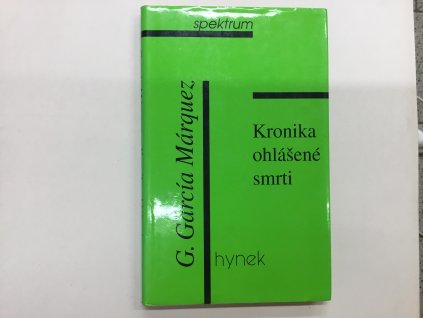 spektrum
G. García Márquez
Kronika
ohlášené
smrti
hynek